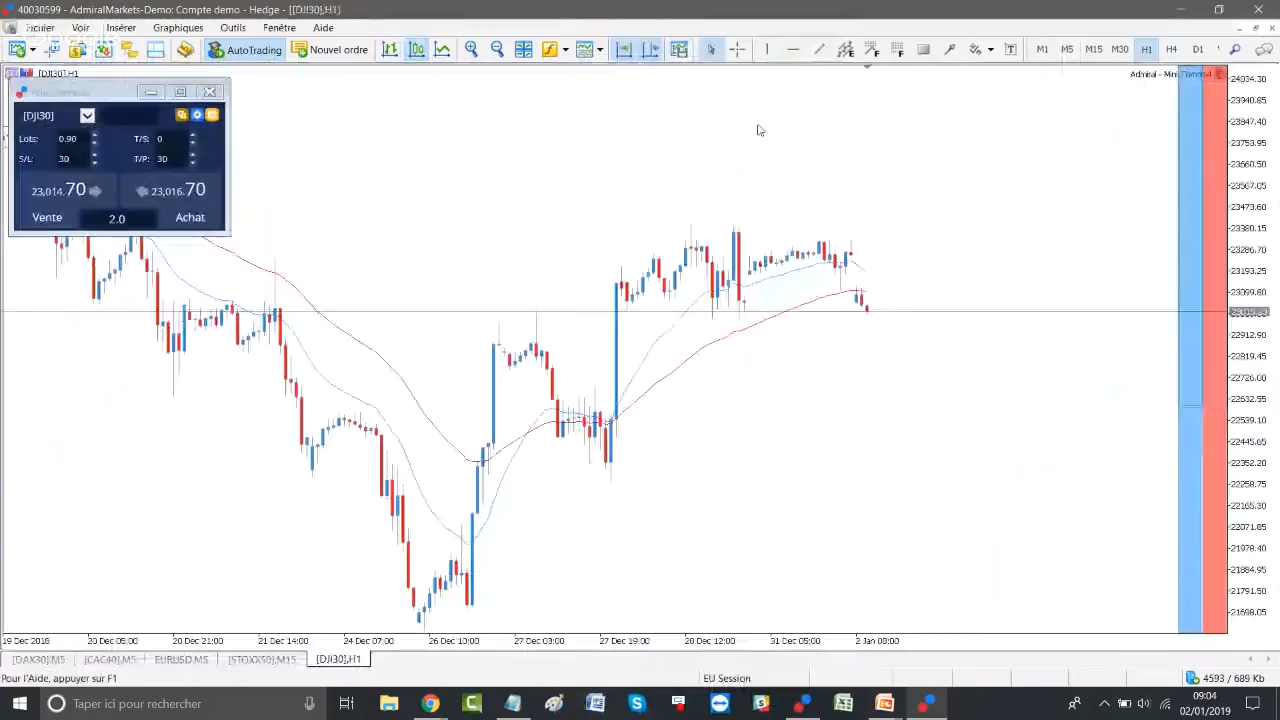 40030599 - AdmiralMarkets-Demo: Compte demo - Hedge - [[DJI30],H1]
Fichier Voir Insérer Graphiques Outils Fenêtre Aide
AutoTrading Nouvel ordre M1 M5 M15 M30 H1 H4 D1
[DJI30],H1
[DJI30]
Lots: 0.90 T/S: 0
S/L: 30 T/P: 30
23,014.70 23,016.70
Vente 2.0 Achat
24034.30
23940.85
23847.40
23753.95
23660.50
23567.05
23473.60
23380.15
23286.70
23193.25
23099.80
22912.90
22819.45
22726.00
22632.55
22539.10
22445.65
22352.20
22258.75
22165.30
22071.85
21978.40
21884.95
21791.50
21698.05
19 Dec 2018 20 Dec 05:00 20 Dec 21:00 21 Dec 14:00 24 Dec 07:00 26 Dec 10:00 27 Dec 03:00 27 Dec 19:00 28 Dec 12:00 31 Dec 05:00 2 Jan 08:00
[DAX30],M5 [CAC40],M5 EURUSD,M5 [STOXX50],M15 [DJI30],H1
Pour l'Aide, appuyer sur F1 EU Session 4593 / 689 Kb
Taper ici pour rechercher
09:04
02/01/2019